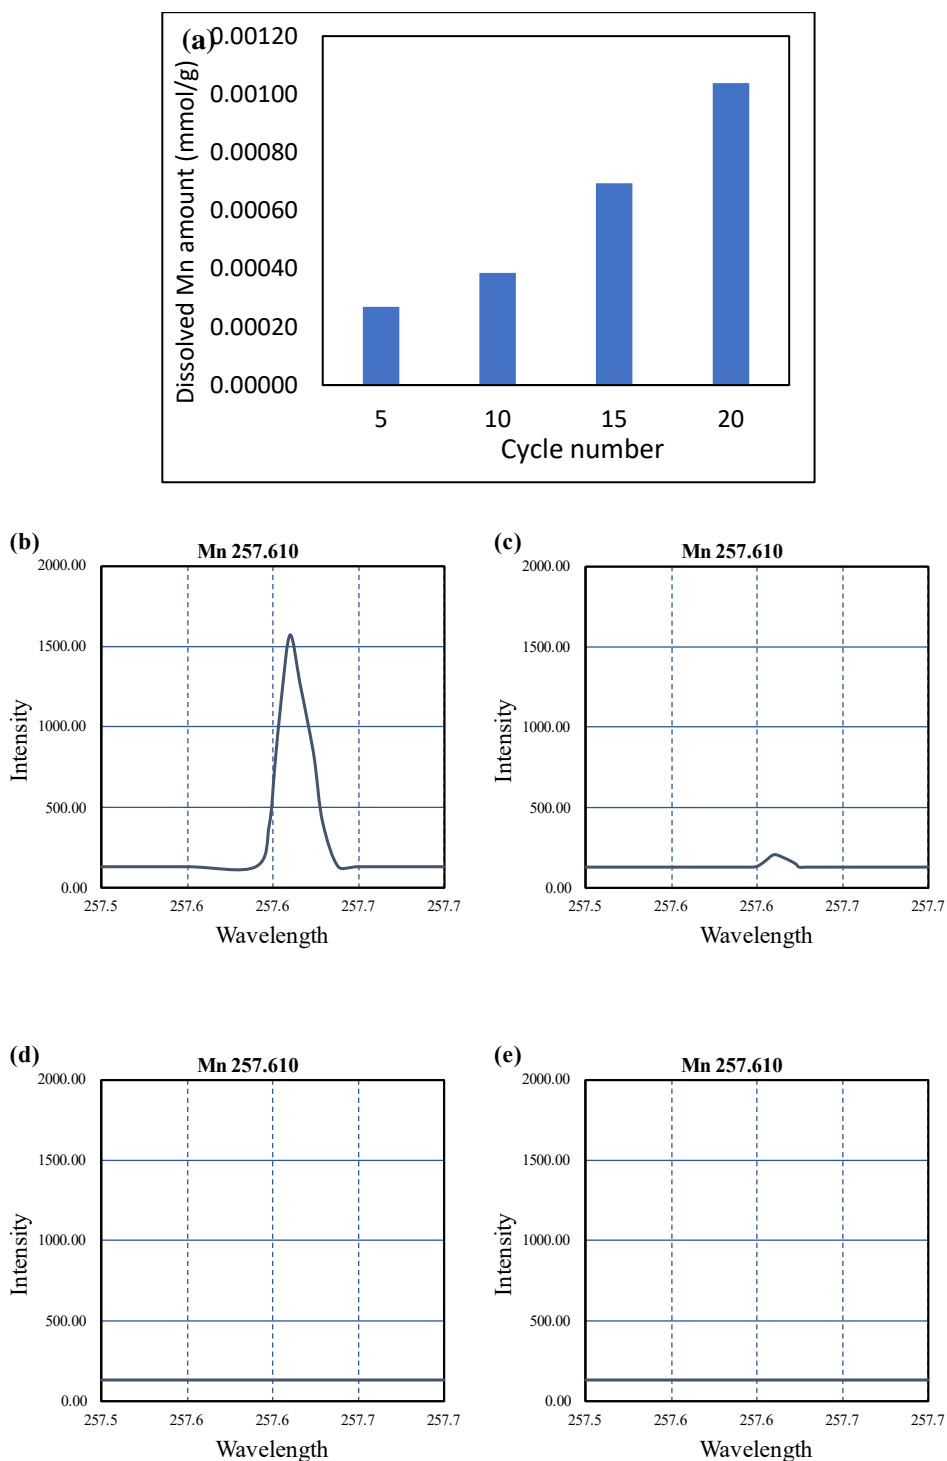 (a)
0.00120
0.00100
0.00080
0.00060
0.00040
0.00020
0.00000
Dissolved Mn amount (mmol/g)
5 10 15 20
Cycle number
(b)
Mn 257.610
2000.00
1500.00
1000.00
500.00
0.00
Intensity
257.5 257.6 257.6 257.7 257.7
Wavelength
(c)
Mn 257.610
2000.00
1500.00
1000.00
500.00
0.00
Intensity
257.5 257.6 257.6 257.7 257.7
Wavelength
(d)
Mn 257.610
2000.00
1500.00
1000.00
500.00
0.00
Intensity
257.5 257.6 257.6 257.7 257.7
Wavelength
(e)
Mn 257.610
2000.00
1500.00
1000.00
500.00
0.00
Intensity
257.5 257.6 257.6 257.7 257.7
Wavelength